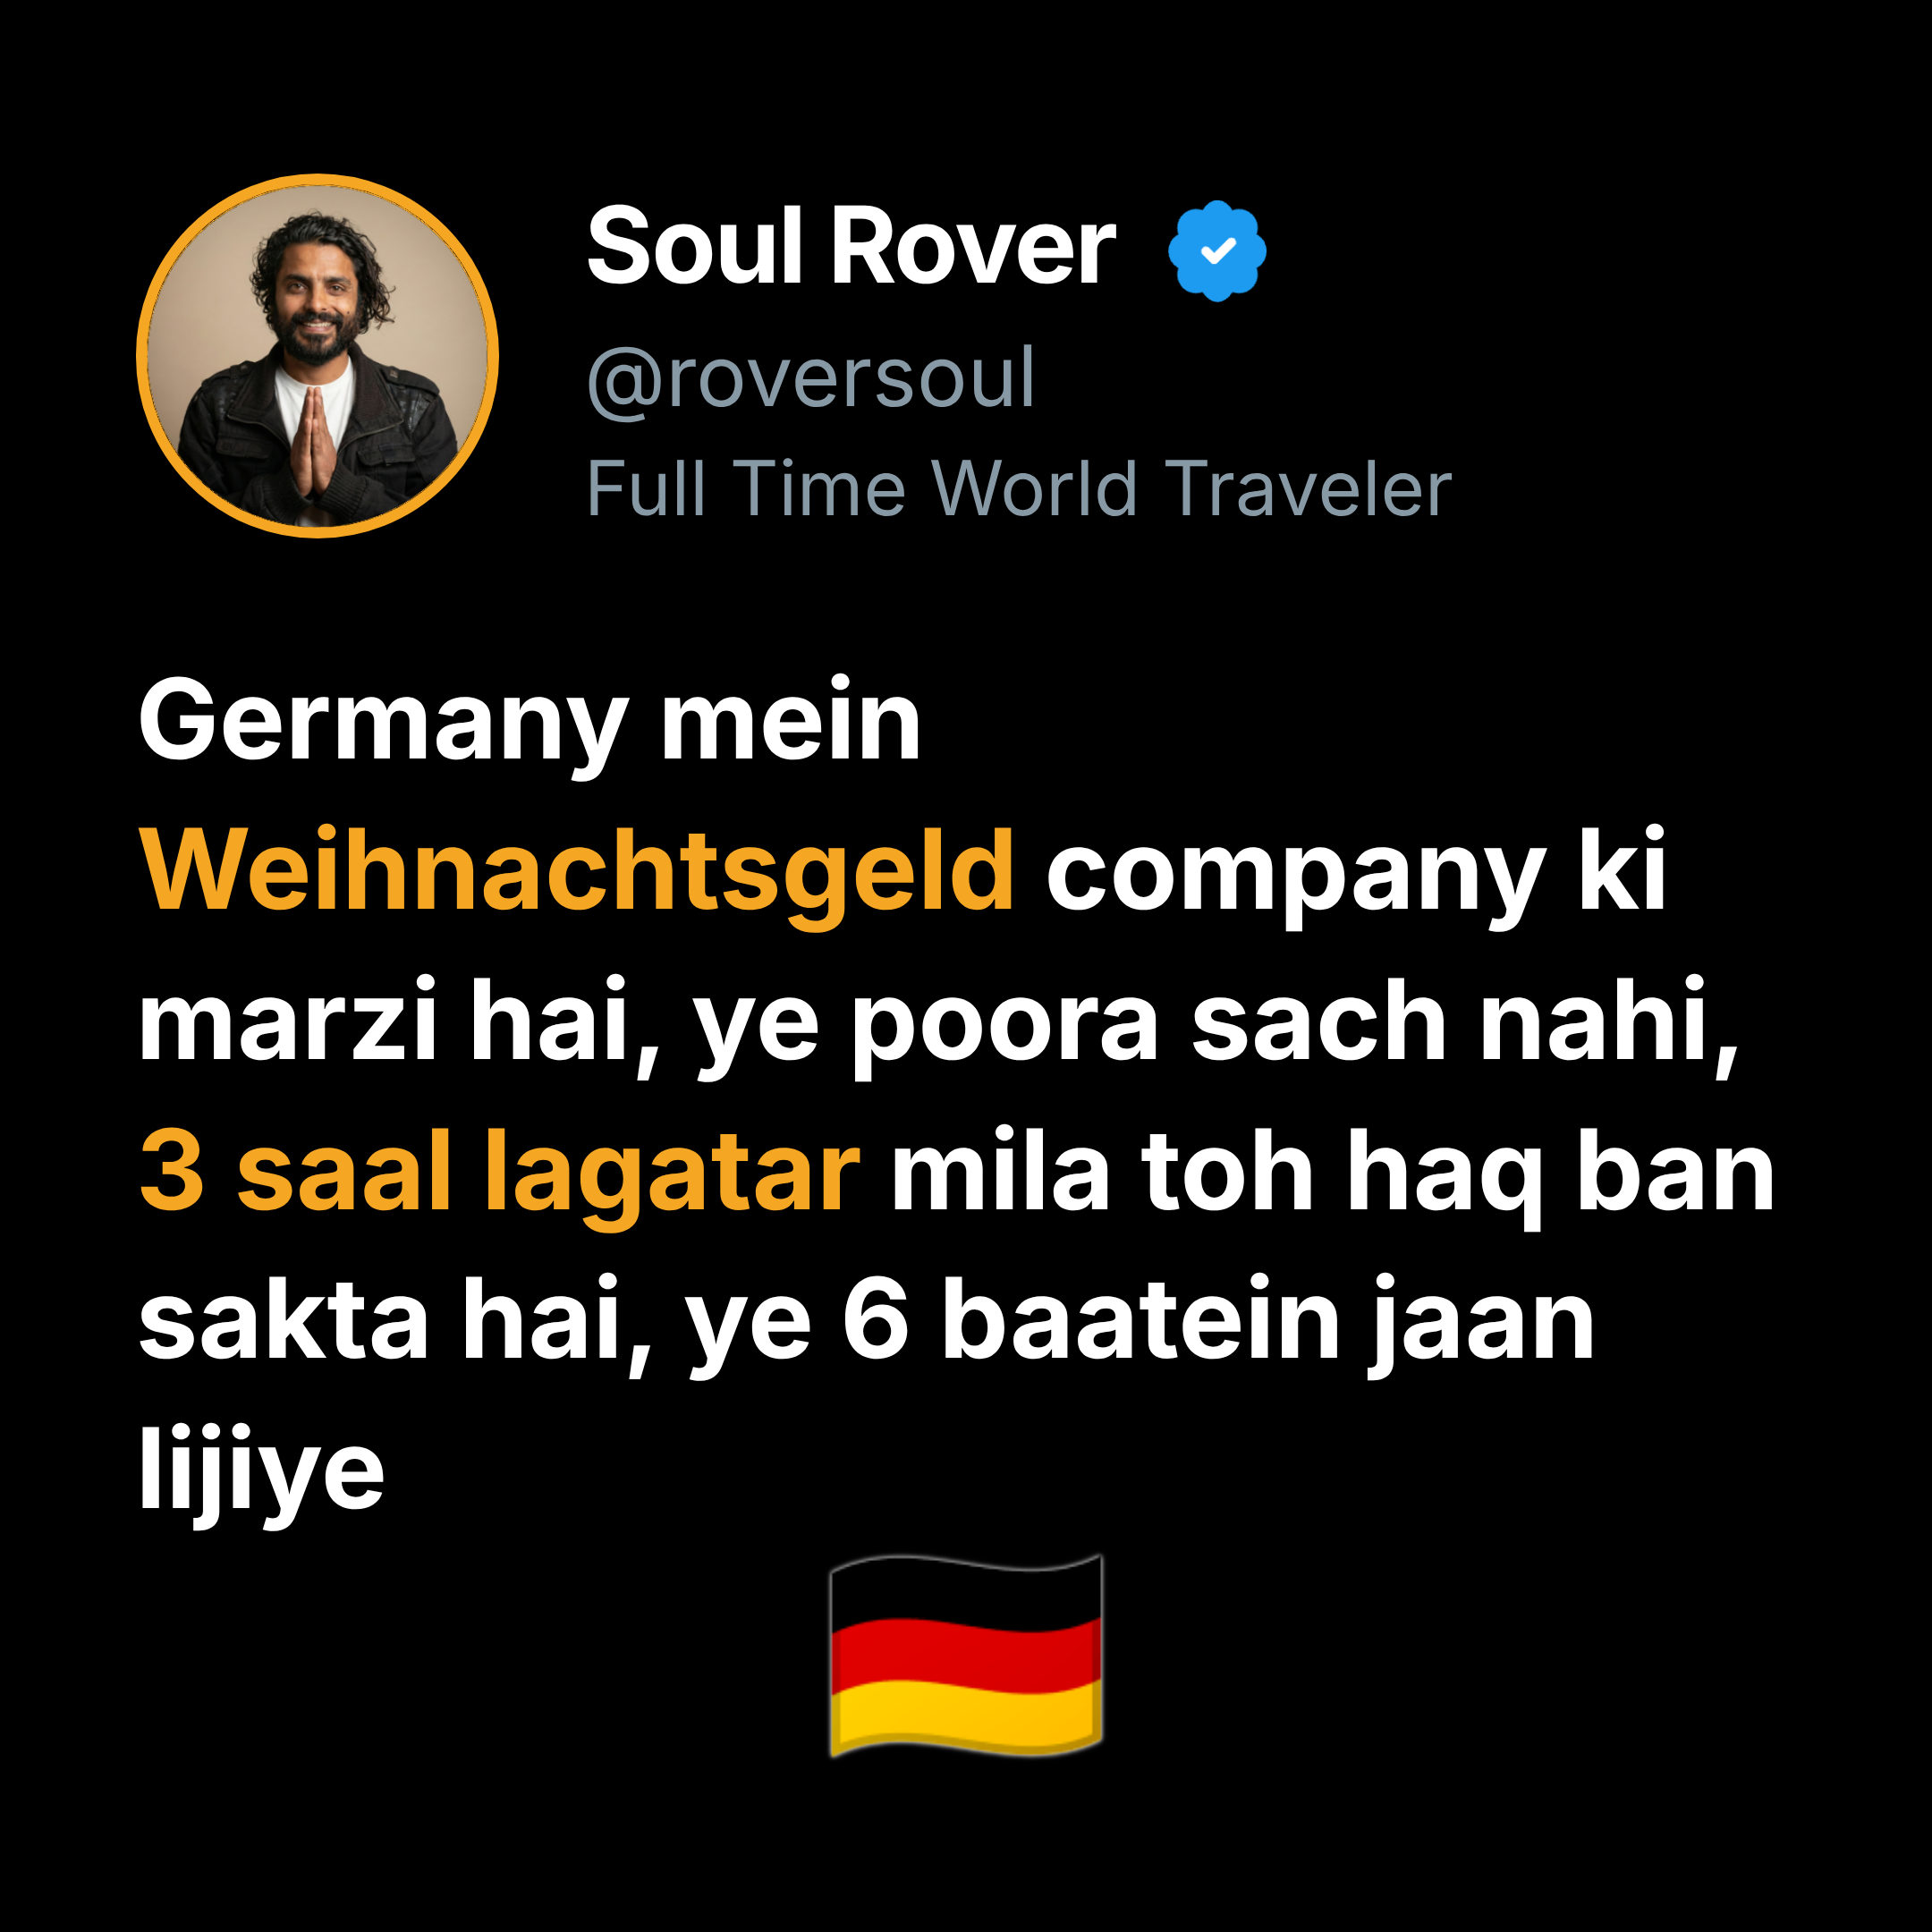 Soul Rover
@roversoul
Full Time World Traveler
Germany mein
Weihnachtsgeld company ki
marzi hai, ye poora sach nahi,
3 saal lagatar mila toh haq ban
sakta hai, ye 6 baatein jaan
lijiye